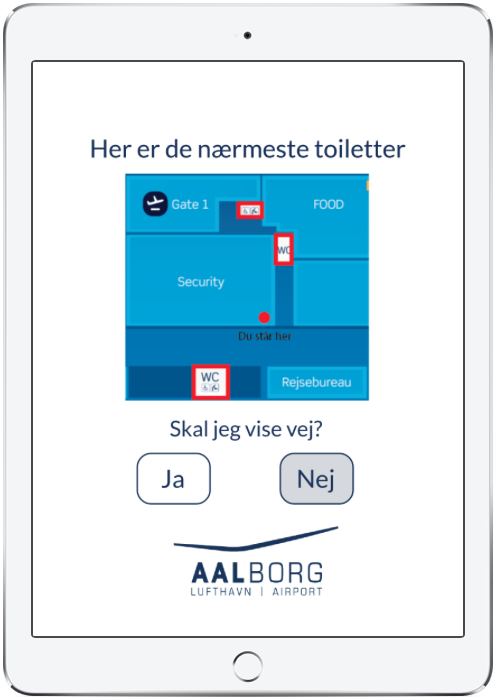 Her er de nærmeste toiletter
Gate 1
FOOD
WC
Security
Du står her
WC
Rejsebureau
Skal jeg vise vej?
Ja
Nej
AALBORG
LUFTHAVN | AIRPORT